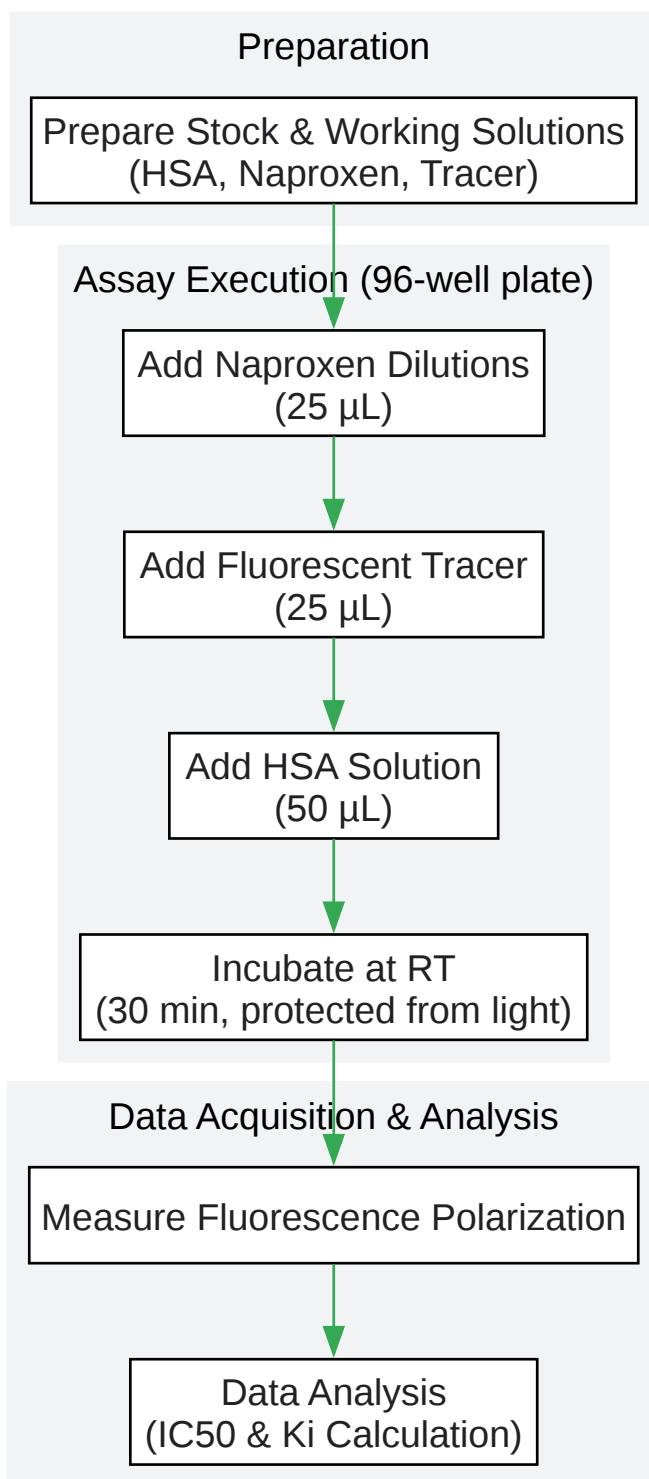 Preparation
Prepare Stock & Working Solutions
(HSA, Naproxen, Tracer)
Assay Execution (96-well plate)
Add Naproxen Dilutions
(25 µL)
Add Fluorescent Tracer
(25 µL)
Add HSA Solution
(50 µL)
Incubate at RT
(30 min, protected from light)
Data Acquisition & Analysis
Measure Fluorescence Polarization
Data Analysis
(IC50 & Ki Calculation)